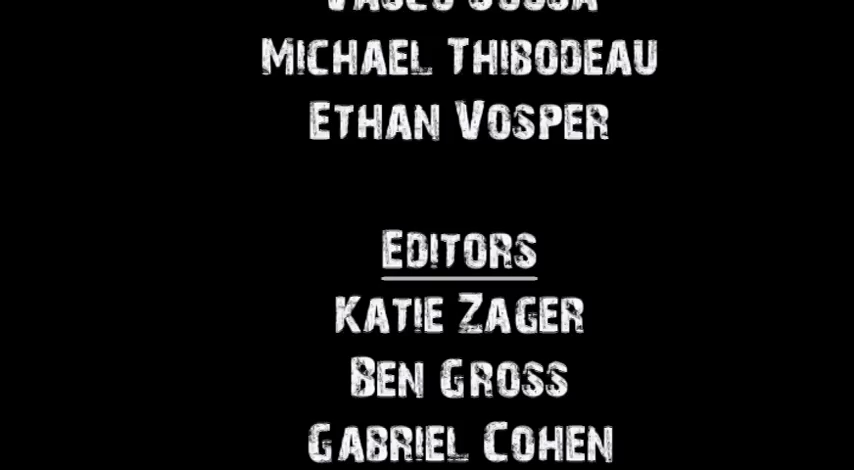 Michael Thibodeau
Ethan Vosper
Editors
Katie Zager
Ben Gross
Gabriel Cohen